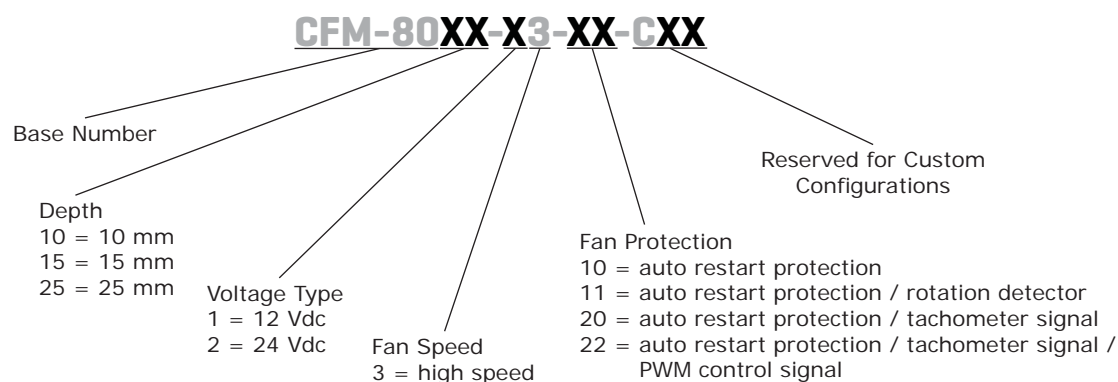 CFM-80XX-X3-XX-CXX
Base Number
Reserved for Custom
Configurations
Depth
10 = 10 mm
15 = 15 mm
25 = 25 mm
Voltage Type
1 = 12 Vdc
2 = 24 Vdc
Fan Speed
3 = high speed
Fan Protection
10 = auto restart protection
11 = auto restart protection / rotation detector
20 = auto restart protection / tachometer signal
22 = auto restart protection / tachometer signal /
PWM control signal